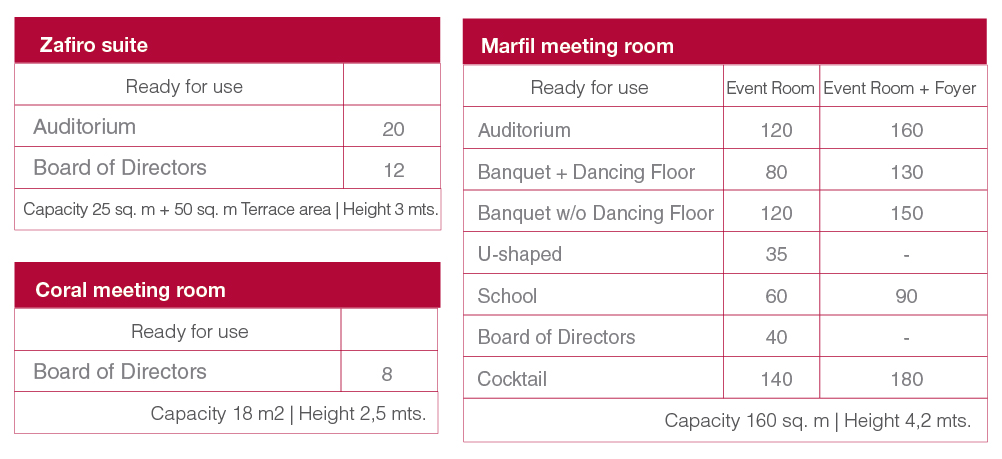 Zafiro suite
Ready for use
Auditorium 20
Board of Directors 12
Capacity 25 sq. m + 50 sq. m Terrace area | Height 3 mts.
Coral meeting room
Ready for use
Board of Directors 8
Capacity 18 m2 | Height 2,5 mts.
Marfil meeting room
Ready for use Event Room Event Room + Foyer
Auditorium 120 160
Banquet + Dancing Floor 80 130
Banquet w/o Dancing Floor 120 150
U-shaped 35 -
School 60 90
Board of Directors 40 -
Cocktail 140 180
Capacity 160 sq. m | Height 4,2 mts.